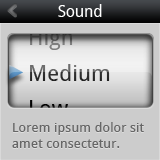 Sound
High
Medium
Low
Lorem ipsum dolor sit
amet consectetur.